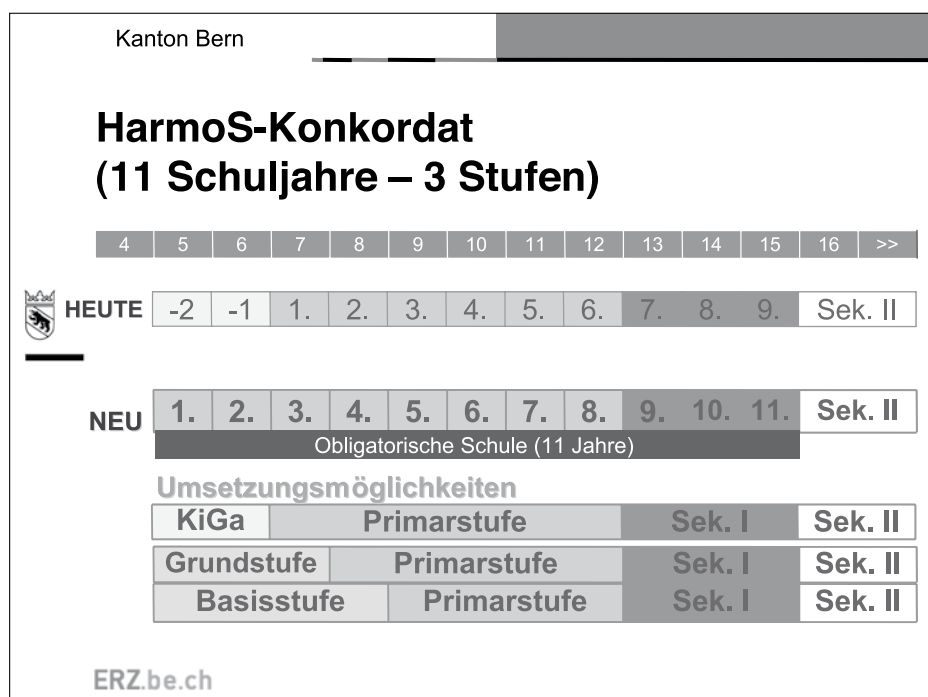 Kanton Bern
HarmoS-Konkordat
(11 Schuljahre – 3 Stufen)
4 5 6 7 8 9 10 11 12 13 14 15 16 >>
HEUTE -2 -1 1. 2. 3. 4. 5. 6. 7. 8. 9. Sek. II
NEU 1. 2. 3. 4. 5. 6. 7. 8. 9. 10. 11. Sek. II
Obligatorische Schule (11 Jahre)
Umsetzungsmöglichkeiten
KiGa Primarstufe Sek. I Sek. II
Grundstufe Primarstufe Sek. I Sek. II
Basisstufe Primarstufe Sek. I Sek. II
ERZ.be.ch